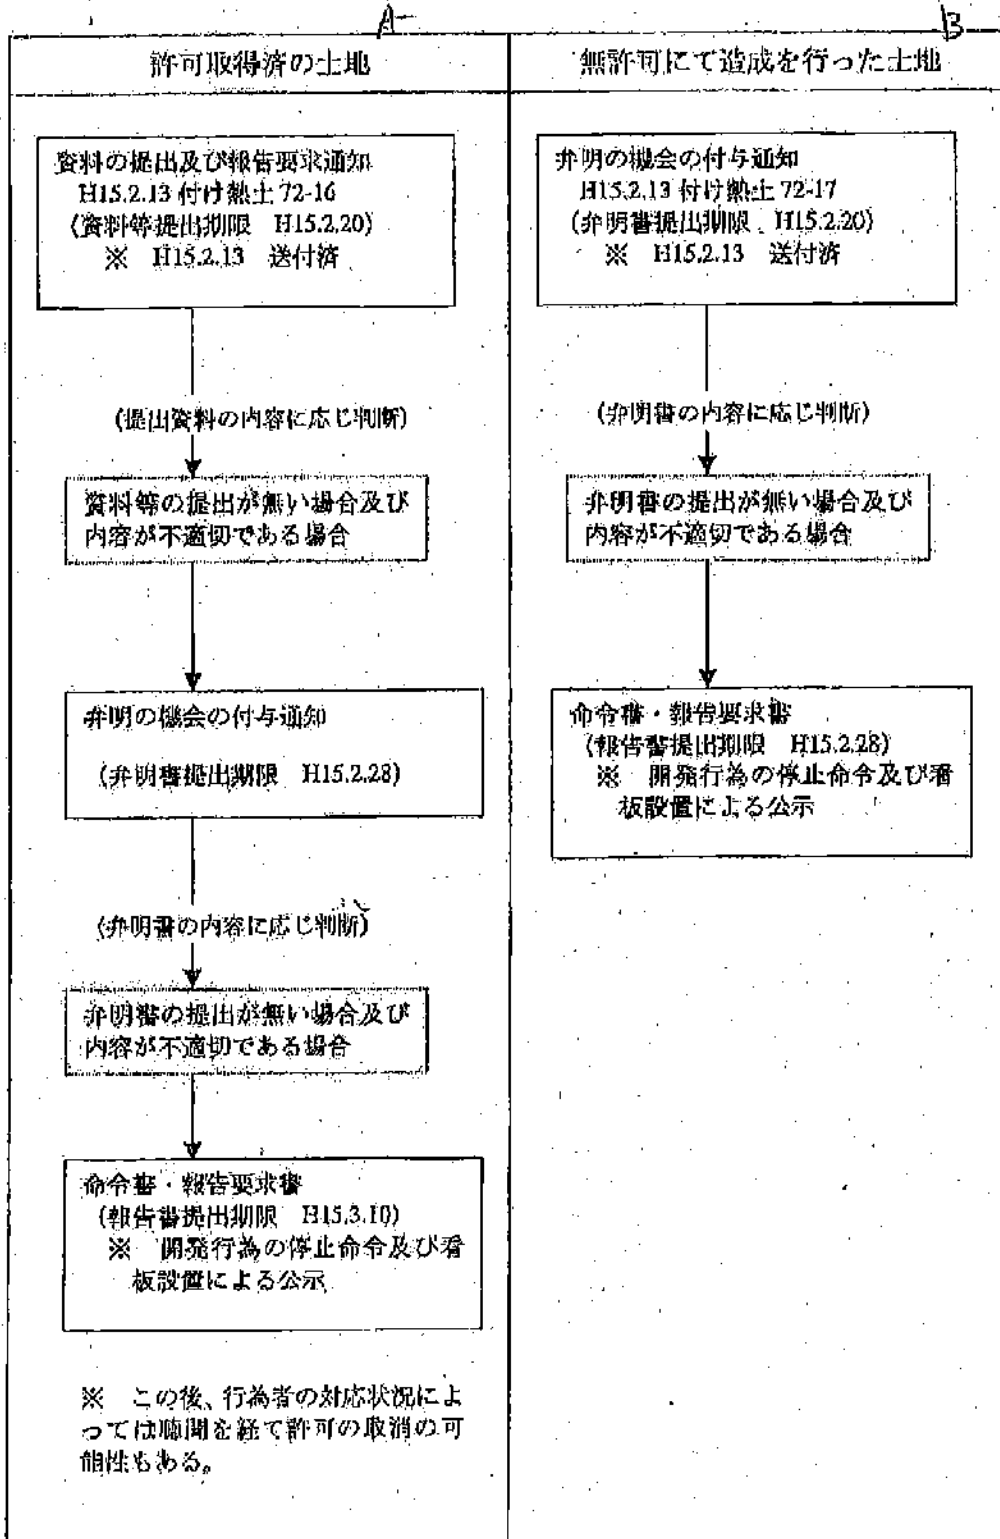 A
B
許可取得済の土地
無許可にて造成を行った土地
資料の提出及び報告要求通知
H15.2.13 付け熱土 72-16
(資料等提出期限 H15.2.20)
※ H15.2.13 送付済
(提出資料の内容に応じ判断)
資料等の提出が無い場合及び
内容が不適切である場合
弁明の機会の付与通知
(弁明書提出期限 H15.2.28)
(弁明書の内容に応じ判断)
弁明書の提出が無い場合及び
内容が不適切である場合
命令書・報告要求書
(報告書提出期限 H15.3.10)
※ 開発行為の停止命令及び看
板設置による公示
※ この後、行為者の対応状況によ
っては聴聞を経て許可の取消の可
能性もある。
弁明の機会の付与通知
H15.2.13 付け熱土 72-17
(弁明書提出期限 H15.2.20)
※ H15.2.13 送付済
(弁明書の内容に応じ判断)
弁明書の提出が無い場合及び
内容が不適切である場合
命令書・報告要求書
(報告書提出期限 H15.2.28)
※ 開発行為の停止命令及び看
板設置による公示